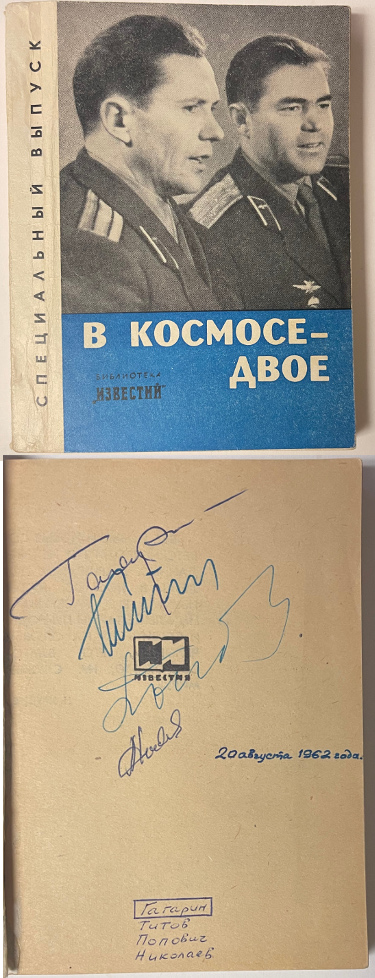 СПЕЦИАЛЬНЫЙ ВЫПУСК
В КОСМОСЕ–
ДВОЕ
БИБЛИОТЕКА
„ИЗВЕСТИЙ“
ИЗВЕСТИЯ
20 августа 1962 года.
Гагарин
Титов
Попович
Николаев